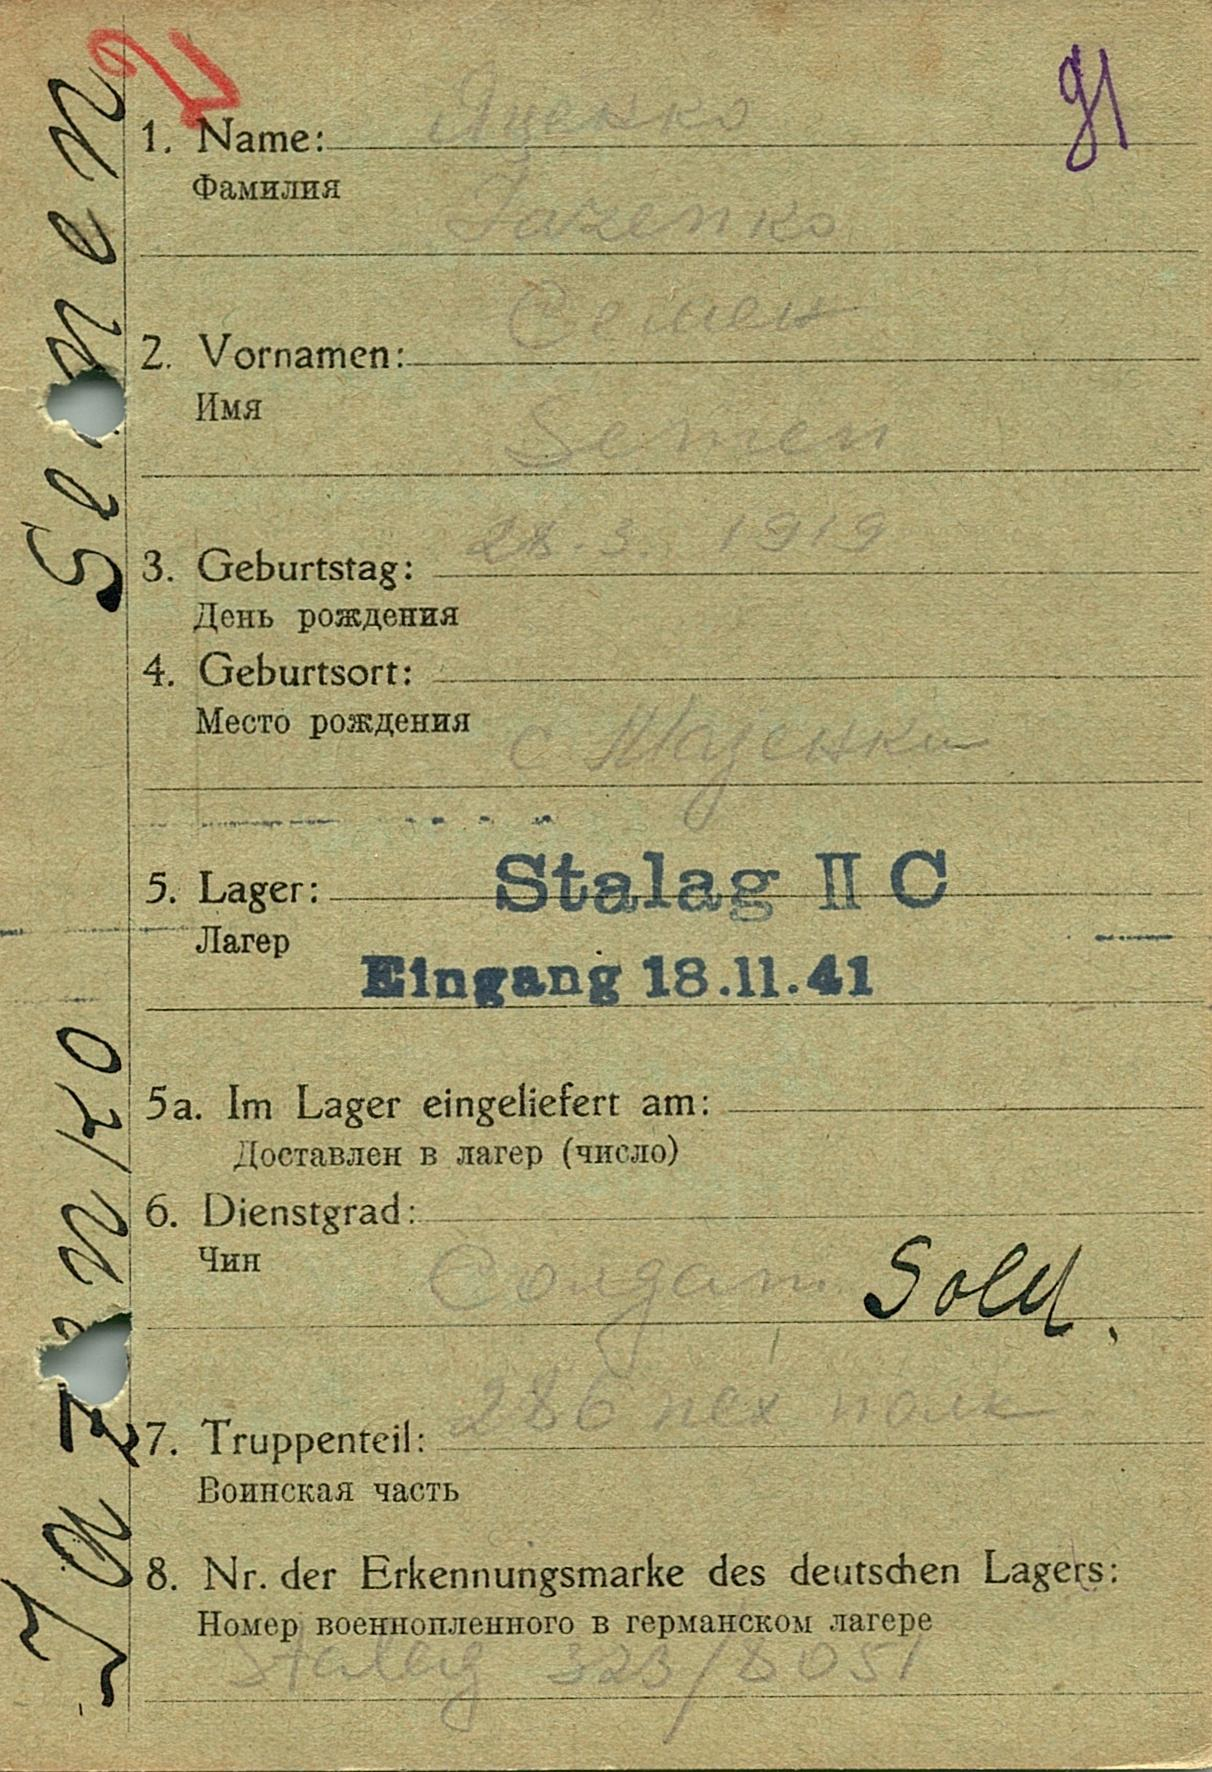 1. Name: Яценко
Фамилия
Jazenko
Семен
2. Vornamen:
Имя
Semen
28.3. 1919
3. Geburtstag:
День рождения
4. Geburtsort:
Место рождения
с
5. Lager: Stalag II C
Лагер
Eingang 18.11.41
5a. Im Lager eingeliefert am:
Доставлен в лагер (число)
6. Dienstgrad:
Чин
Солдат Sold.
286 пех полк
7. Truppenteil:
Воинская часть
8. Nr. der Erkennungsmarke des deutschen Lagers:
Номер военнопленного в германском лагере
Stalag 323/8051
Jazenko Semen